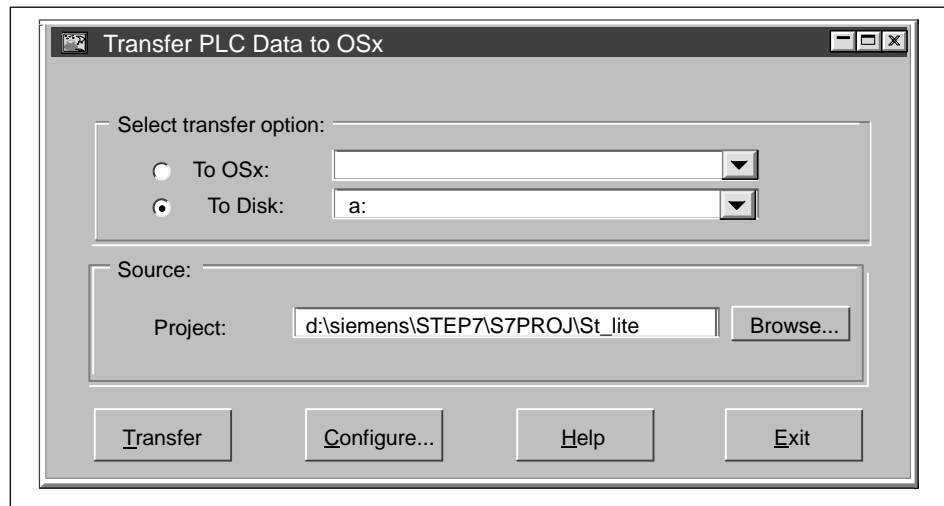 Transfer PLC Data to OSx
Select transfer option:
To OSx:
To Disk: a:
Source:
Project: d:\siemens\STEP7\S7PROJ\St_lite Browse...
Transfer Configure... Help Exit